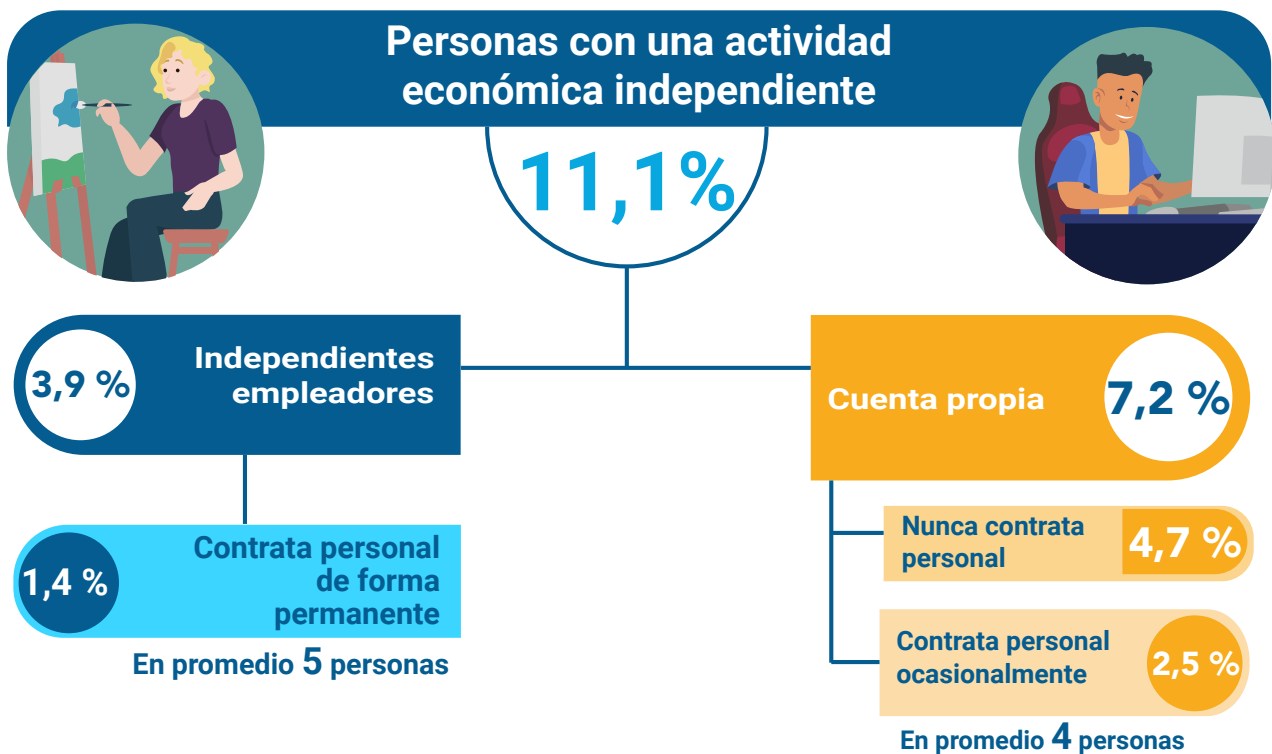 Personas con una actividad
económica independiente
11,1%
3,9 %
Independientes
empleadores
Cuenta propia
7,2 %
1,4 %
Contrata personal
de forma
permanente
En promedio 5 personas
Nunca contrata
personal
4,7 %
Contrata personal
ocasionalmente
2,5 %
En promedio 4 personas